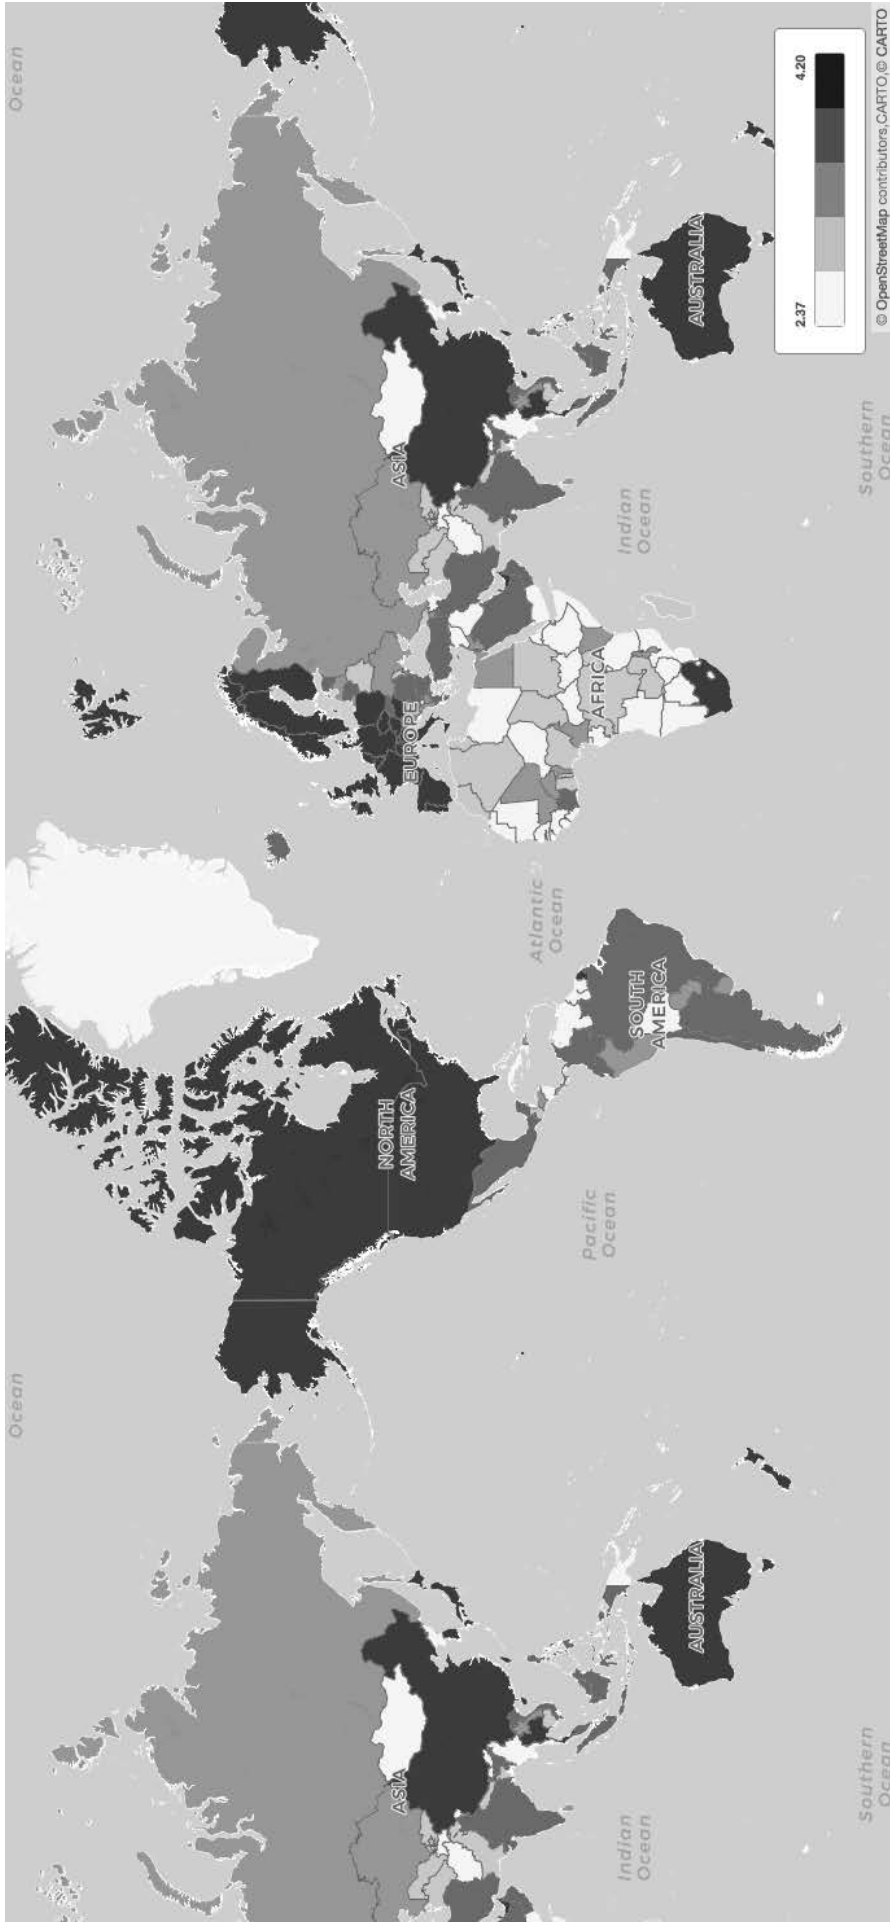 Ocean
Ocean
ASIA
NORTH
AMERICA
EUROPE
ASIA
Atlantic
Ocean
Pacific
Ocean
AFRICA
Indian
Ocean
Indian
Ocean
SOUTH
AMERICA
AUSTRALIA
AUSTRALIA
2.37 4.20
Southern
Ocean
Southern
Ocean
© OpenStreetMap contributors,CARTO,© CARTO